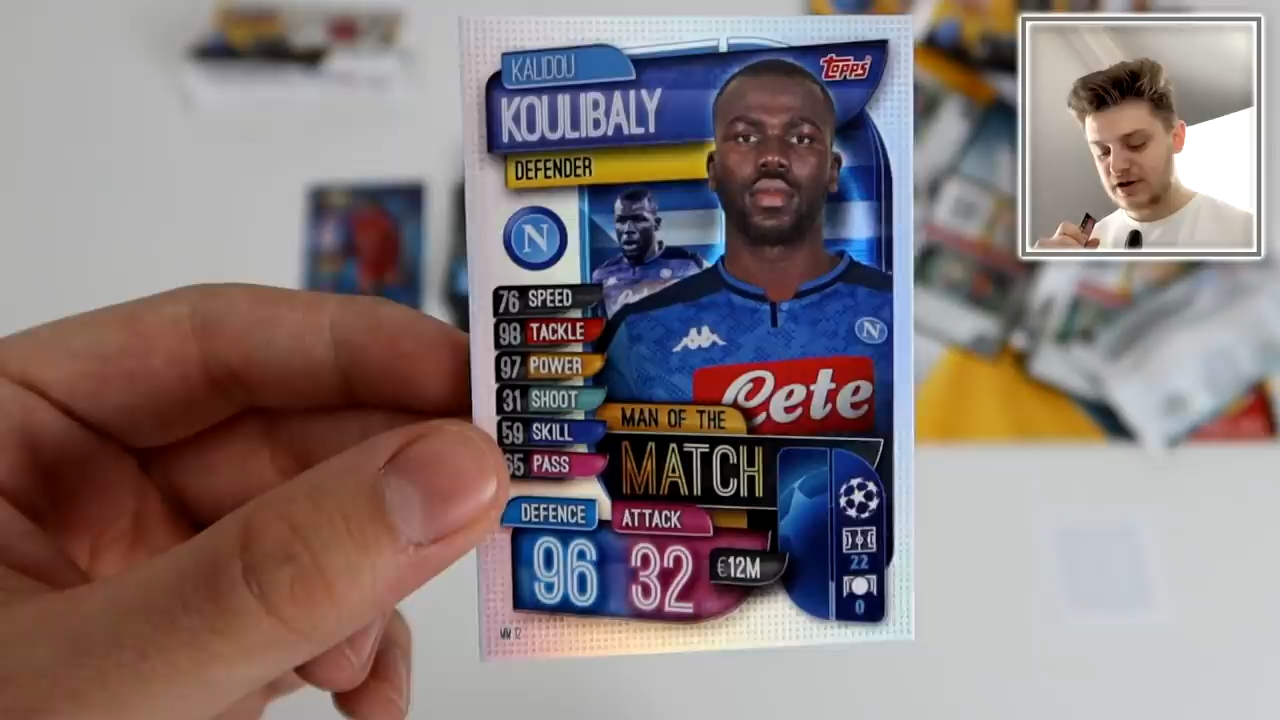 KALIDOU
KOULIBALY
topps
DEFENDER
N
N
76 SPEED
98 TACKLE
97 POWER
31 SHOOT
59 SKILL
65 PASS
Lete
MAN OF THE
MATCH
DEFENCE
ATTACK
96
32
€12M
22
0
MM 12